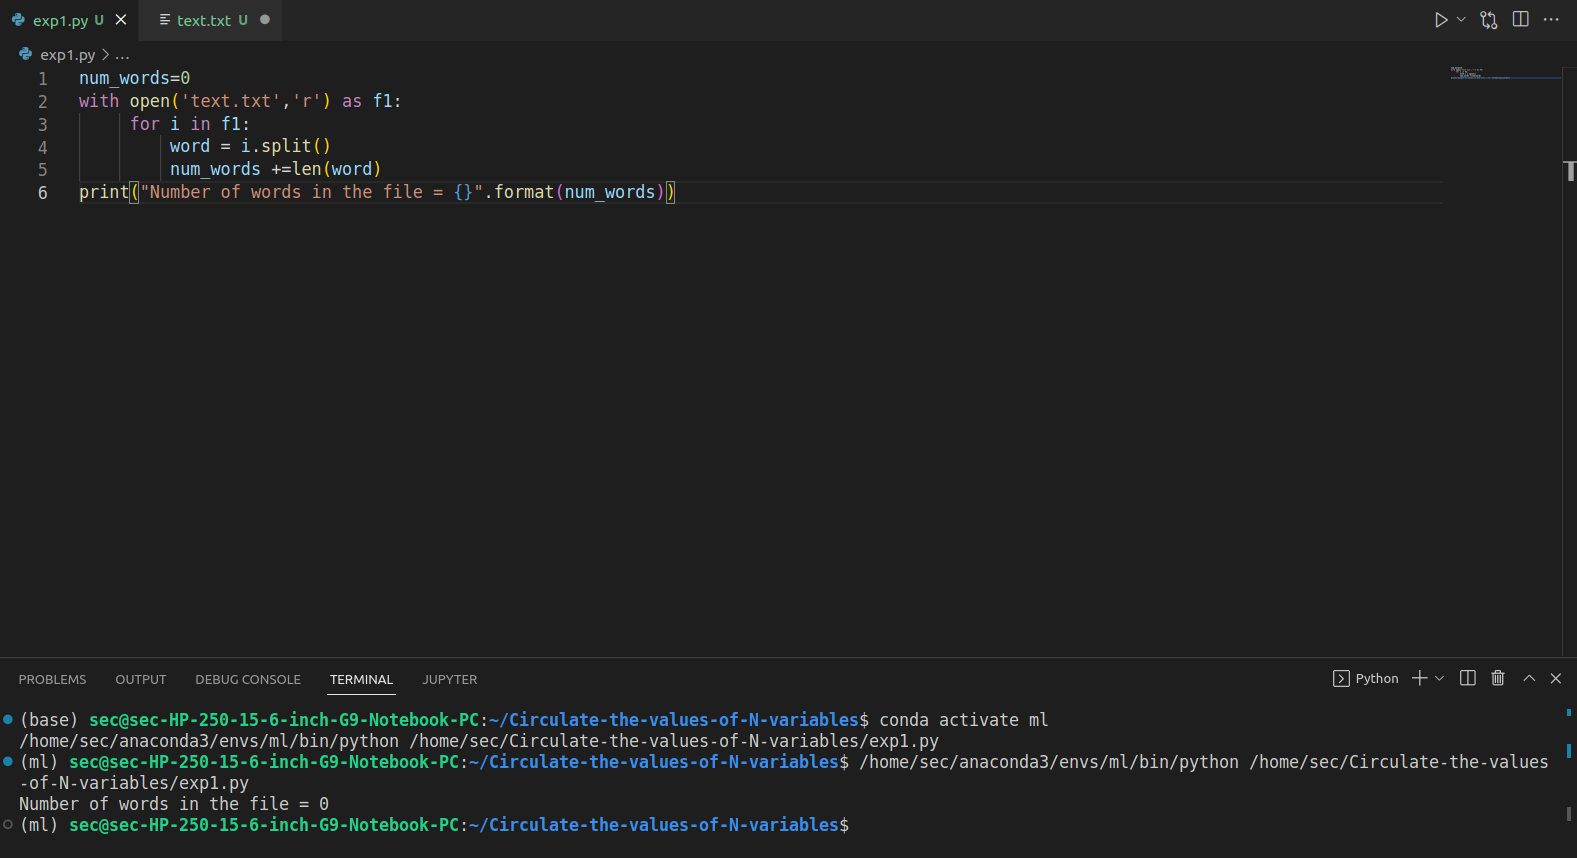 exp1.py U
text.txt U
exp1.py > ...
1 num_words=0
2 with open('text.txt','r') as f1:
3 for i in f1:
4 word = i.split()
5 num_words +=len(word)
6 print("Number of words in the file = {}".format(num_words))
PROBLEMS OUTPUT DEBUG CONSOLE TERMINAL JUPYTER Python
(base) sec@sec-HP-250-15-6-inch-G9-Notebook-PC:~/Circulate-the-values-of-N-variables$ conda activate ml
/home/sec/anaconda3/envs/ml/bin/python /home/sec/Circulate-the-values-of-N-variables/exp1.py
(ml) sec@sec-HP-250-15-6-inch-G9-Notebook-PC:~/Circulate-the-values-of-N-variables$ /home/sec/anaconda3/envs/ml/bin/python /home/sec/Circulate-the-values
-of-N-variables/exp1.py
Number of words in the file = 0
(ml) sec@sec-HP-250-15-6-inch-G9-Notebook-PC:~/Circulate-the-values-of-N-variables$